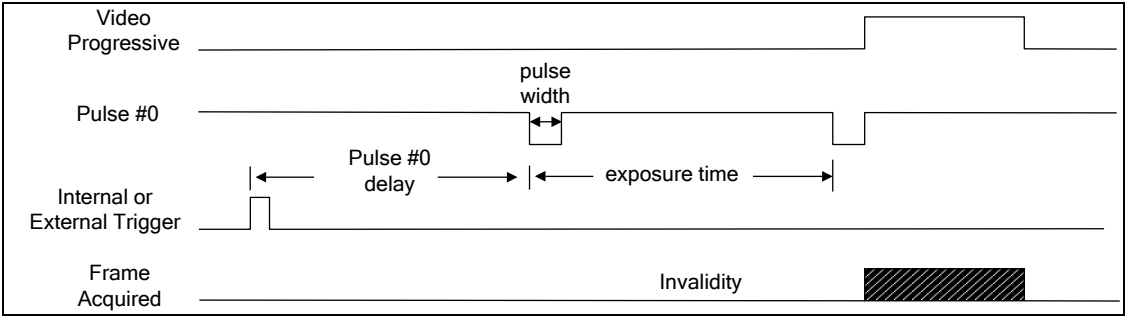 Video
Progressive
pulse
width
Pulse #0
Pulse #0
delay
exposure time
Internal or
External Trigger
Frame
Acquired
Invalidity